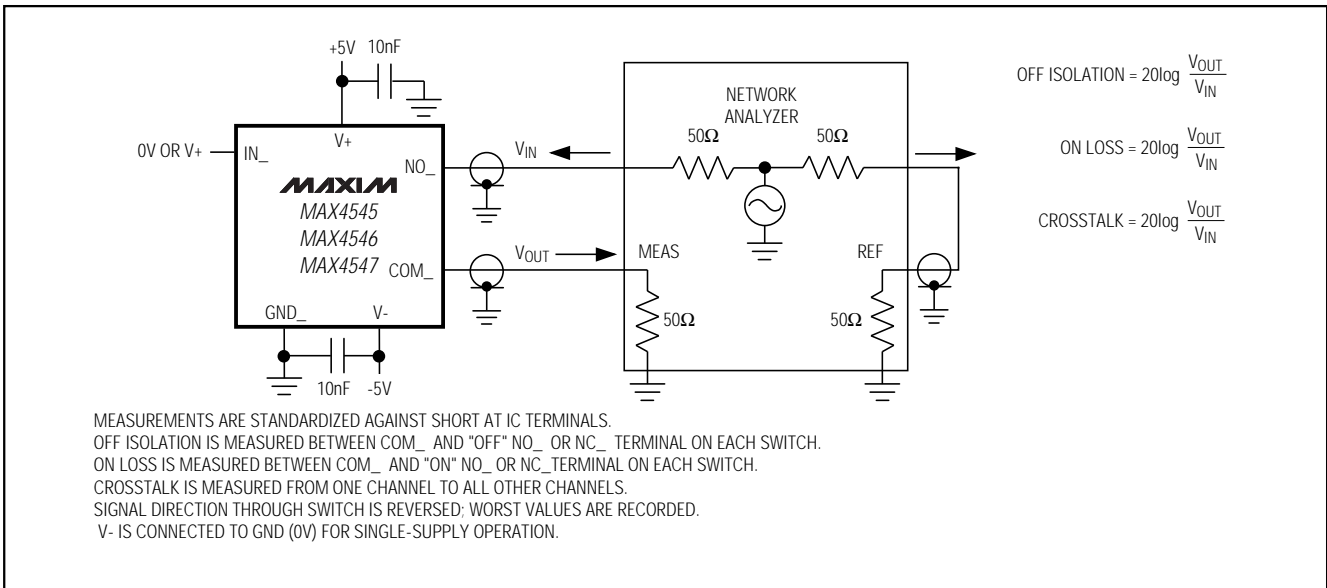 +5V 10nF
V+
0V OR V+
IN_
NO_
MAXIM
MAX4545
MAX4546
MAX4547
COM_
GND_
V-
10nF
-5V
VIN
VOUT
NETWORK
ANALYZER
50Ω
50Ω
MEAS
REF
50Ω
50Ω
OFF ISOLATION = 20log VOUT
VIN
ON LOSS = 20log VOUT
VIN
CROSSTALK = 20log VOUT
VIN
MEASUREMENTS ARE STANDARDIZED AGAINST SHORT AT IC TERMINALS.
OFF ISOLATION IS MEASURED BETWEEN COM_ AND "OFF" NO_ OR NC_ TERMINAL ON EACH SWITCH.
ON LOSS IS MEASURED BETWEEN COM_ AND "ON" NO_ OR NC_TERMINAL ON EACH SWITCH.
CROSSTALK IS MEASURED FROM ONE CHANNEL TO ALL OTHER CHANNELS.
SIGNAL DIRECTION THROUGH SWITCH IS REVERSED; WORST VALUES ARE RECORDED.
V- IS CONNECTED TO GND (0V) FOR SINGLE-SUPPLY OPERATION.